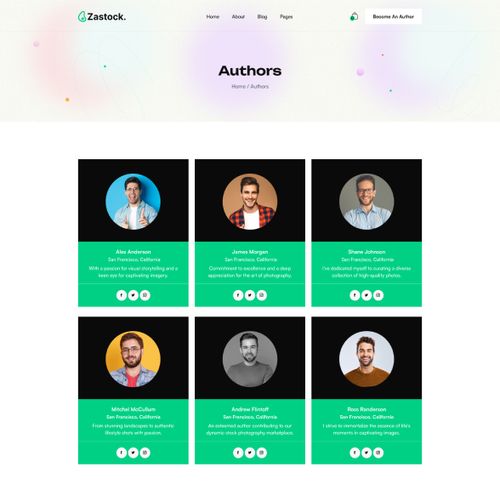 Zastock.
Home
About
Blog
Pages
Become An Author
Authors
Home / Authors
Alex Anderson
San Francisco, California
With a passion for visual storytelling and a
keen eye for captivating imagery.
James Morgan
San Francisco, California
Commitment to excellence and a deep
appreciation for the art of photography.
Shane Johnson
San Francisco, California
I've dedicated myself to curating a diverse
collection of high-quality photos.
Mitchel McCullum
San Francisco, California
From stunning landscapes to authentic
lifestyle shots with passion.
Andrew Flintoff
San Francisco, California
An esteemed author contributing to our
dynamic stock photography marketplace.
Roos Randerson
San Francisco, California
I strive to immortalize the essence of life's
moments in captivating images.